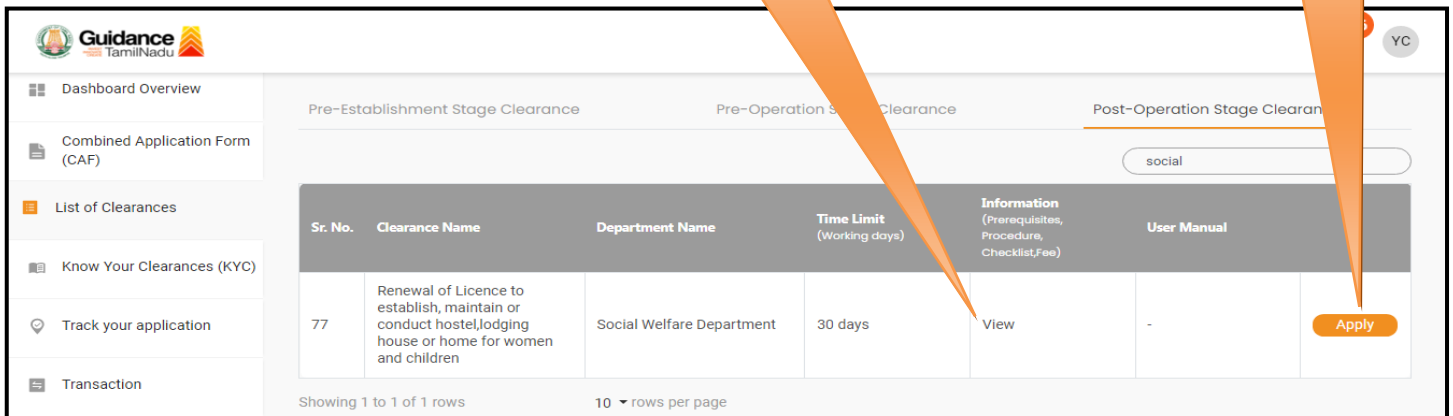 Guidance
TamilNadu
YC
Dashboard Overview
Combined Application Form
(CAF)
List of Clearances
Know Your Clearances (KYC)
Track your application
Transaction
Pre-Establishment Stage Clearance
Pre-Operation Clearance
Post-Operation Stage
social
Sr. No.
Clearance Name
Department Name
Time Limit
(Working days)
Information
(Prerequisites,
Procedure,
Checklist,Fee)
User Manual
77
Renewal of Licence to
establish, maintain or
conduct hostel,lodging
house or home for women
and children
Social Welfare Department
30 days
View
-
Apply
Showing 1 to 1 of 1 rows
10 rows per page